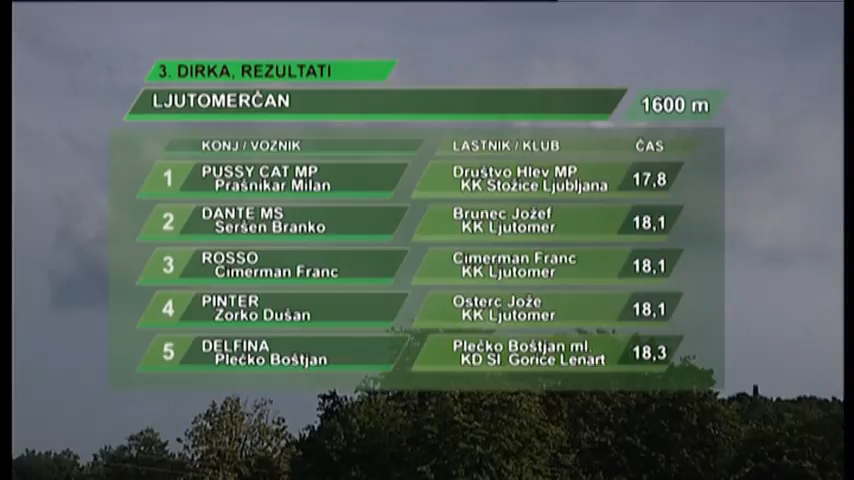 3. DIRKA, REZULTATI
LJUTOMERČAN 1600 m
KONJ / VOZNIK LASTNIK / KLUB ČAS
1 PUSSY CAT MP Društvo Hlev MP 17,8
Prašnikar Milan KK Stožice Ljubljana
2 DANTE MS Brunec Jožef 18,1
Seršen Branko KK Ljutomer
3 ROSSO Cimerman Franc 18,1
Cimerman Franc KK Ljutomer
4 PINTER Osterc Jože 18,1
Zorko Dušan KK Ljutomer
5 DELFINA Plečko Boštjan ml. 18,3
Plečko Boštjan KD Sl. Gorice Lenart